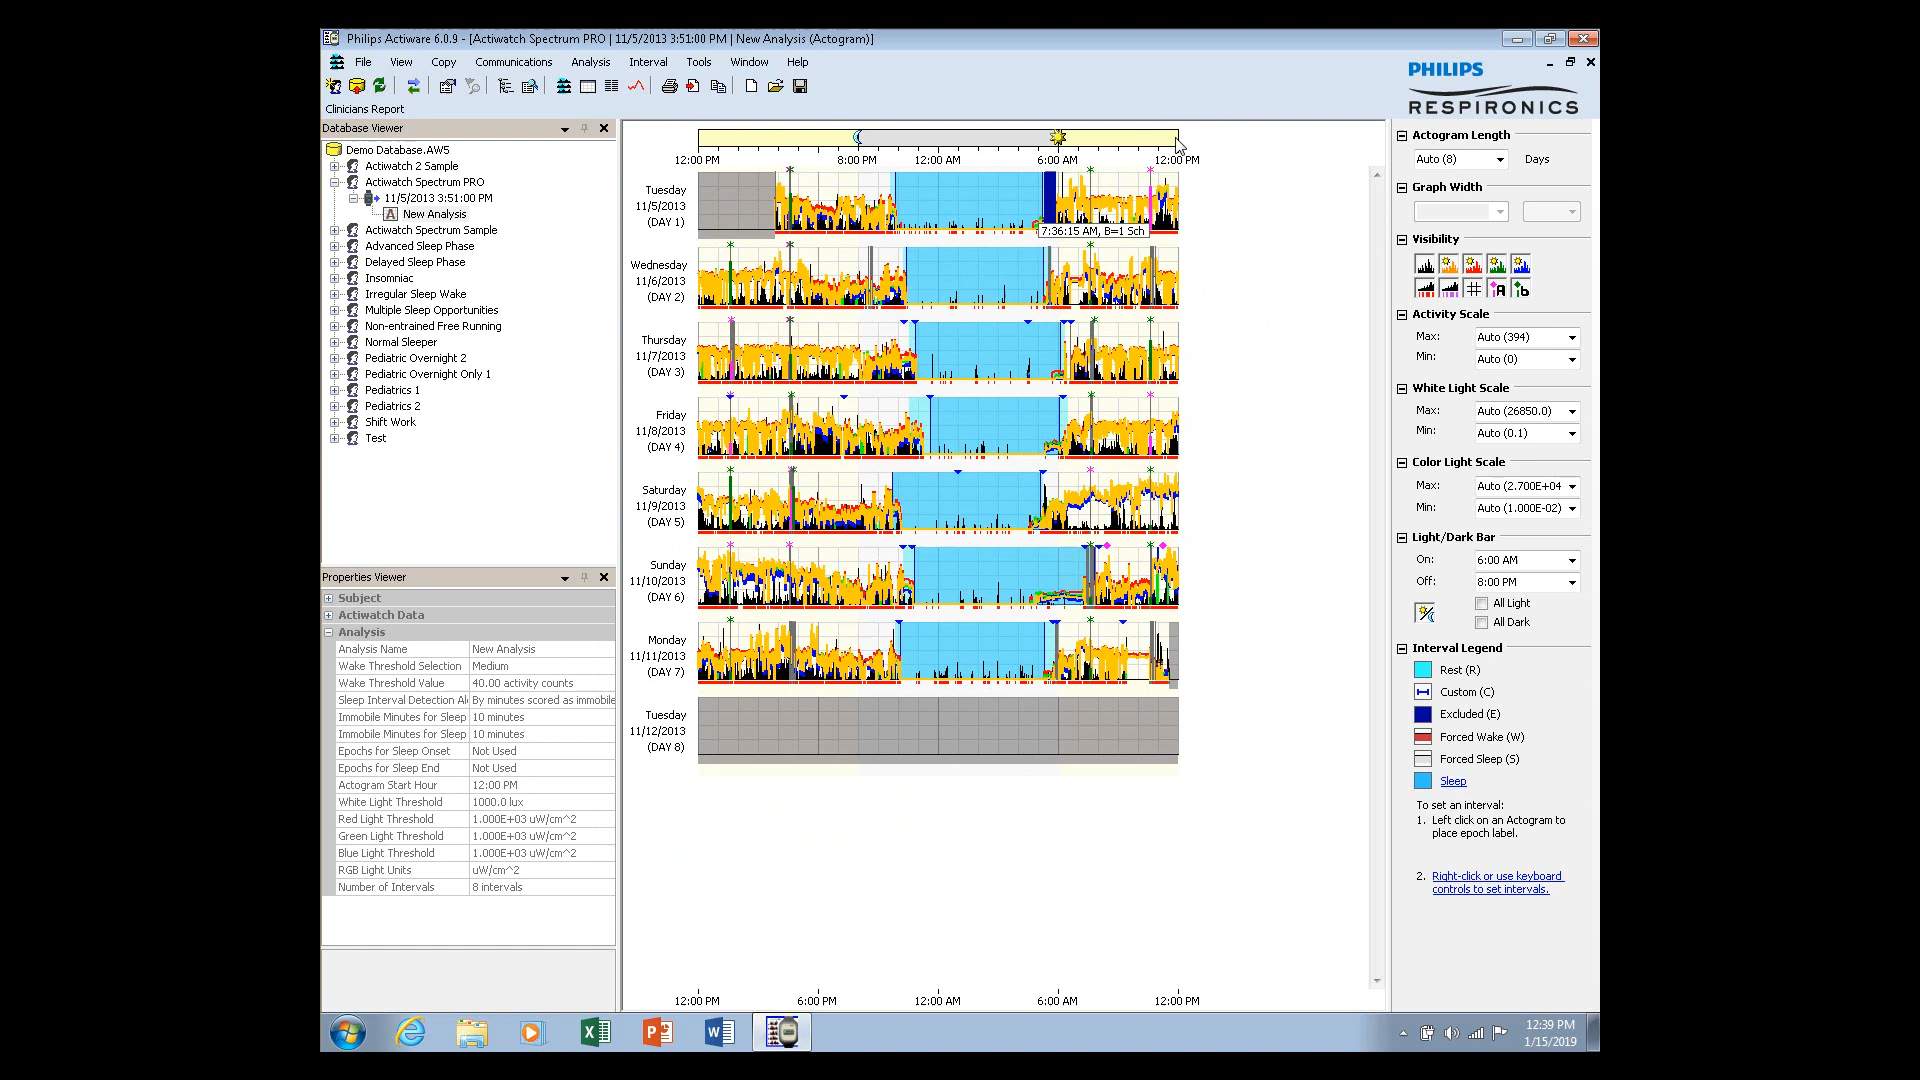 Philips Actiware 6.0.9 - [Actiwatch Spectrum PRO | 11/5/2013 3:51:00 PM | New Analysis (Actogram)]
File View Copy Communications Analysis Interval Tools Window Help
PHILIPS
RESPIRONICS
Clinicians Report
Database Viewer
Demo Database.AW5
Actiwatch 2 Sample
Actiwatch Spectrum PRO
11/5/2013 3:51:00 PM
New Analysis
Actiwatch Spectrum Sample
Advanced Sleep Phase
Delayed Sleep Phase
Insomniac
Irregular Sleep Wake
Multiple Sleep Opportunities
Non-entrained Free Running
Normal Sleeper
Pediatric Overnight 2
Pediatric Overnight Only 1
Pediatrics 1
Pediatrics 2
Shift Work
Test
Properties Viewer
Subject
Actiwatch Data
Analysis
Analysis Name New Analysis
Wake Threshold Selection Medium
Wake Threshold Value 40.00 activity counts
Sleep Interval Detection Al By minutes scored as immobile
Immobile Minutes for Sleep 10 minutes
Immobile Minutes for Sleep 10 minutes
Epochs for Sleep Onset Not Used
Epochs for Sleep End Not Used
Actogram Start Hour 12:00 PM
White Light Threshold 1000.0 lux
Red Light Threshold 1.000E+03 uW/cm^2
Green Light Threshold 1.000E+03 uW/cm^2
Blue Light Threshold 1.000E+03 uW/cm^2
RGB Light Units uW/cm^2
Number of Intervals 8 intervals
12:00 PM 8:00 PM 12:00 AM 6:00 AM 12:00 PM
Tuesday
11/5/2013
(DAY 1)
7:36:15 AM, B=1 Sch
Wednesday
11/6/2013
(DAY 2)
Thursday
11/7/2013
(DAY 3)
Friday
11/8/2013
(DAY 4)
Saturday
11/9/2013
(DAY 5)
Sunday
11/10/2013
(DAY 6)
Monday
11/11/2013
(DAY 7)
Tuesday
11/12/2013
(DAY 8)
12:00 PM 6:00 PM 12:00 AM 6:00 AM 12:00 PM
Actogram Length
Auto (8) Days
Graph Width
Visibility
A b
Activity Scale
Max: Auto (394)
Min: Auto (0)
White Light Scale
Max: Auto (26850.0)
Min: Auto (0.1)
Color Light Scale
Max: Auto (2.700E+04
Min: Auto (1.000E-02)
Light/Dark Bar
On: 6:00 AM
Off: 8:00 PM
All Light
All Dark
Interval Legend
Rest (R)
Custom (C)
Excluded (E)
Forced Wake (W)
Forced Sleep (S)
Sleep
To set an interval:
1. Left click on an Actogram to
place epoch label.
2. Right-click or use keyboard
controls to set intervals.
12:39 PM
1/15/2019